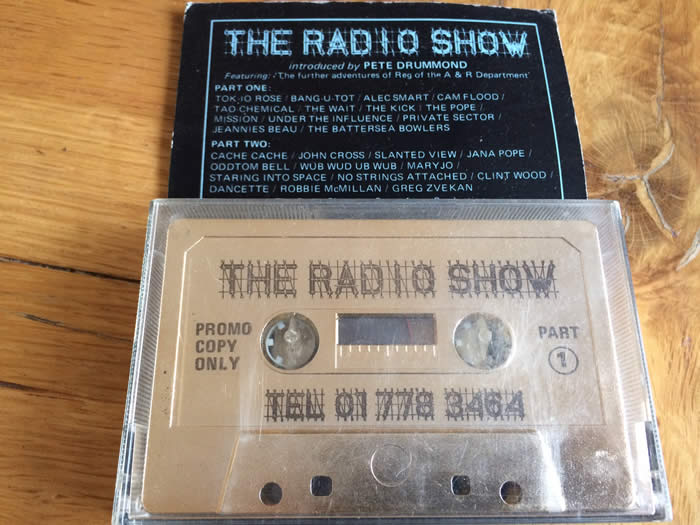 THE RADIO SHOW
introduced by PETE DRUMMOND
Featuring: 'The further adventures of Reg of the A & R Department'
PART ONE:
TOKYO ROSE / BANG-U-TOT / ALEC SMART / CAM FLOOD /
TAO CHEMICAL / THE WAIT / THE KICK / THE POPE /
MISSION / UNDER THE INFLUENCE / PRIVATE SECTOR /
JEANNIES BEAU / THE BATTERSEA BOWLERS
PART TWO:
CACHE CACHE / JOHN CROSS / SLANTED VIEW / JANA POPE /
ODDTOM BELL / WUB WUD UB WUB / MARYJO /
STARING INTO SPACE / NO STRINGS ATTACHED / CLINT WOOD /
DANCETTE / ROBBIE McMILLAN / GREG ZVEKAN
THE RADIO SHOW
PROMO
COPY
ONLY
PART
1
TEL 01 778 3464